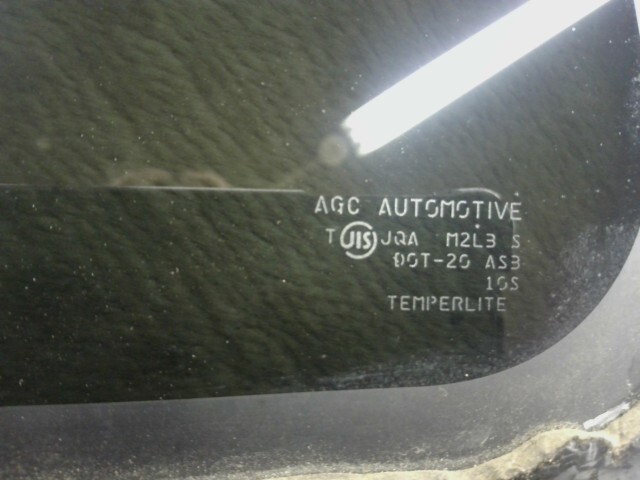 AGC AUTOMOTIVE
T JIS JQA M2L3 S
DOT-20 AS3
10S
TEMPERLITE